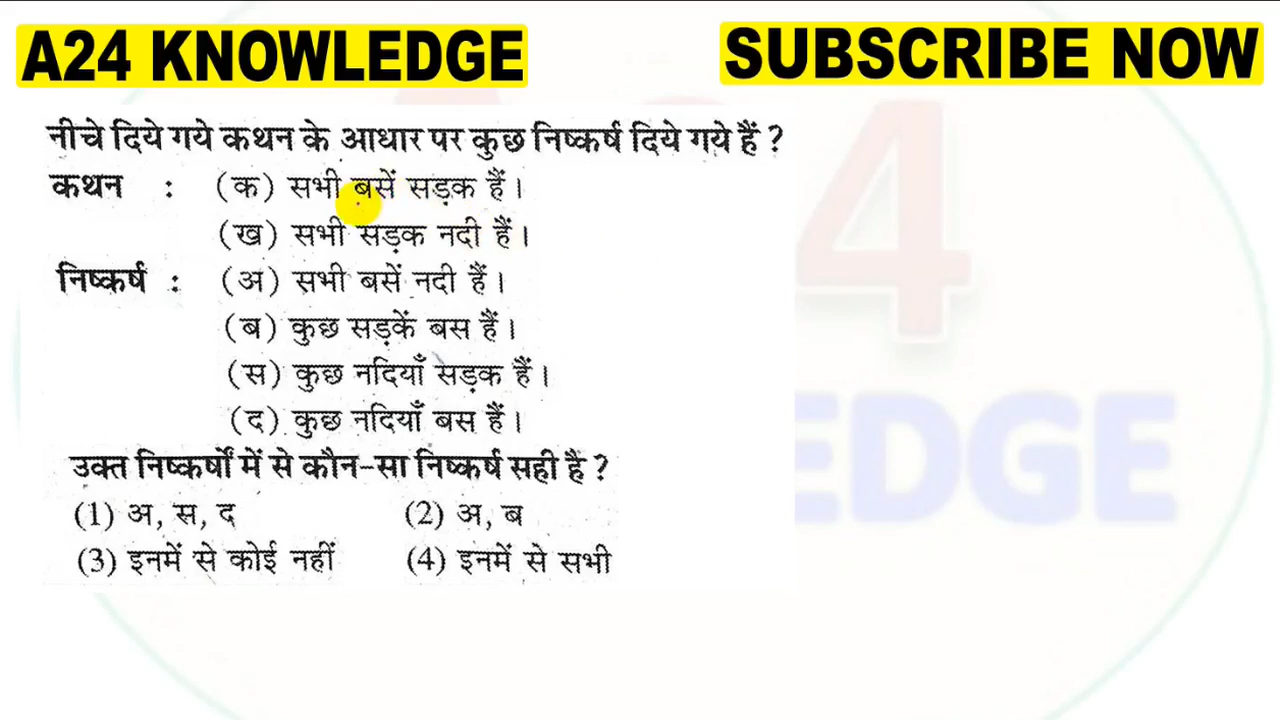 A24 KNOWLEDGE SUBSCRIBE NOW
नीचे दिये गये कथन के आधार पर कुछ निष्कर्ष दिये गये हैं ?
कथन : (क) सभी बसें सड़क हैं।
(ख) सभी सड़क नदी हैं।
निष्कर्ष : (अ) सभी बसें नदी हैं।
(ब) कुछ सड़कें बस हैं।
(स) कुछ नदियाँ सड़क हैं।
(द) कुछ नदियाँ बस हैं।
उक्त निष्कर्षों में से कौन-सा निष्कर्ष सही है ?
(1) अ, स, द (2) अ, ब
(3) इनमें से कोई नहीं (4) इनमें से सभी
4
EDGE